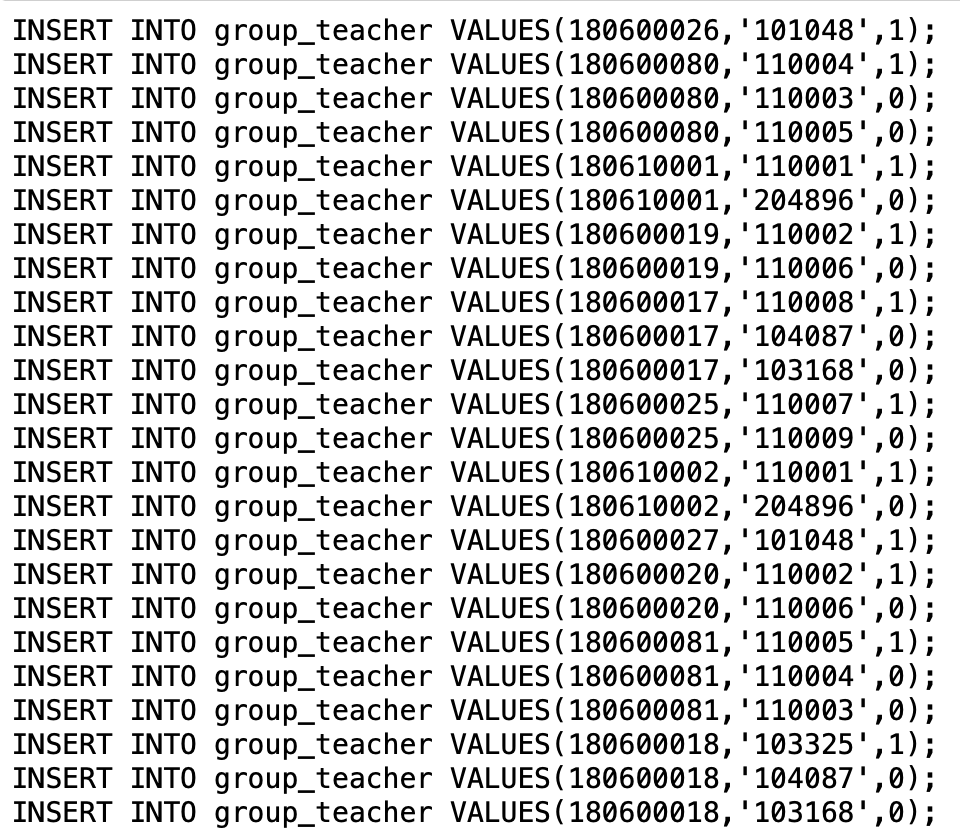 INSERT INTO group_teacher VALUES(180600026,'101048',1);
INSERT INTO group_teacher VALUES(180600080,'110004',1);
INSERT INTO group_teacher VALUES(180600080,'110003',0);
INSERT INTO group_teacher VALUES(180600080,'110005',0);
INSERT INTO group_teacher VALUES(180610001,'110001',1);
INSERT INTO group_teacher VALUES(180610001,'204896',0);
INSERT INTO group_teacher VALUES(180600019,'110002',1);
INSERT INTO group_teacher VALUES(180600019,'110006',0);
INSERT INTO group_teacher VALUES(180600017,'110008',1);
INSERT INTO group_teacher VALUES(180600017,'104087',0);
INSERT INTO group_teacher VALUES(180600017,'103168',0);
INSERT INTO group_teacher VALUES(180600025,'110007',1);
INSERT INTO group_teacher VALUES(180600025,'110009',0);
INSERT INTO group_teacher VALUES(180610002,'110001',1);
INSERT INTO group_teacher VALUES(180610002,'204896',0);
INSERT INTO group_teacher VALUES(180600027,'101048',1);
INSERT INTO group_teacher VALUES(180600020,'110002',1);
INSERT INTO group_teacher VALUES(180600020,'110006',0);
INSERT INTO group_teacher VALUES(180600081,'110005',1);
INSERT INTO group_teacher VALUES(180600081,'110004',0);
INSERT INTO group_teacher VALUES(180600081,'110003',0);
INSERT INTO group_teacher VALUES(180600018,'103325',1);
INSERT INTO group_teacher VALUES(180600018,'104087',0);
INSERT INTO group_teacher VALUES(180600018,'103168',0);